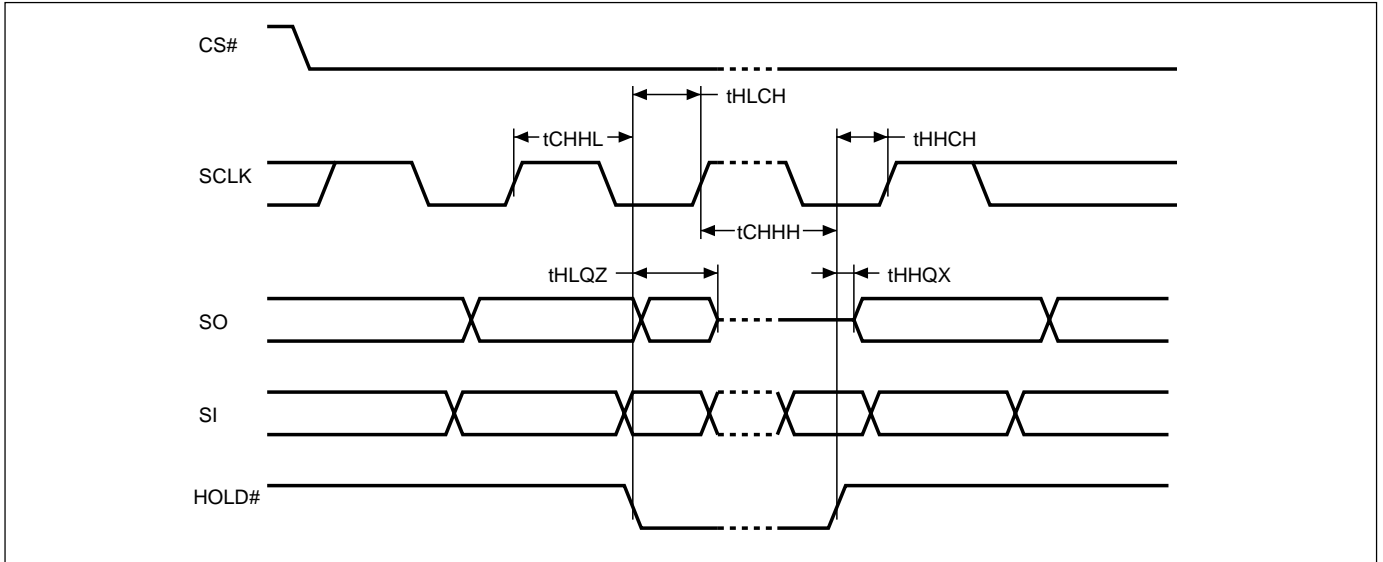 CS#
tHLCH
tCHHL
tHHCH
SCLK
tCHHH
tHLQZ
tHHQX
SO
SI
HOLD#